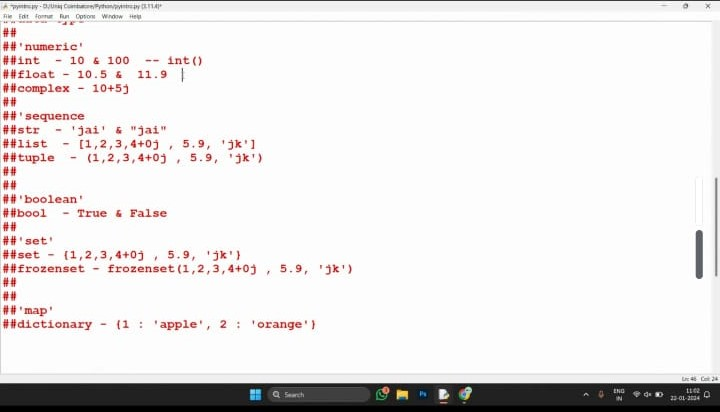 *pyintro.py - D:/Uniq Coimbatore/Python/pyintro.py (3.11.4)*
File Edit Format Run Options Window Help
##
##'numeric'
##int - 10 & 100 -- int()
##float - 10.5 & 11.9
##complex - 10+5j
##
##'sequence
##str - 'jai' & "jai"
##list - [1,2,3,4+0j , 5.9, 'jk']
##tuple - (1,2,3,4+0j , 5.9, 'jk')
##
##
##'boolean'
##bool - True & False
##
##'set'
##set - {1,2,3,4+0j , 5.9, 'jk'}
##frozenset - frozenset(1,2,3,4+0j , 5.9, 'jk')
##
##
##'map'
##dictionary - {1 : 'apple', 2 : 'orange'}
Ln: 46 Col: 24
Search
Ps
ENG
IN
11:02
22-01-2024